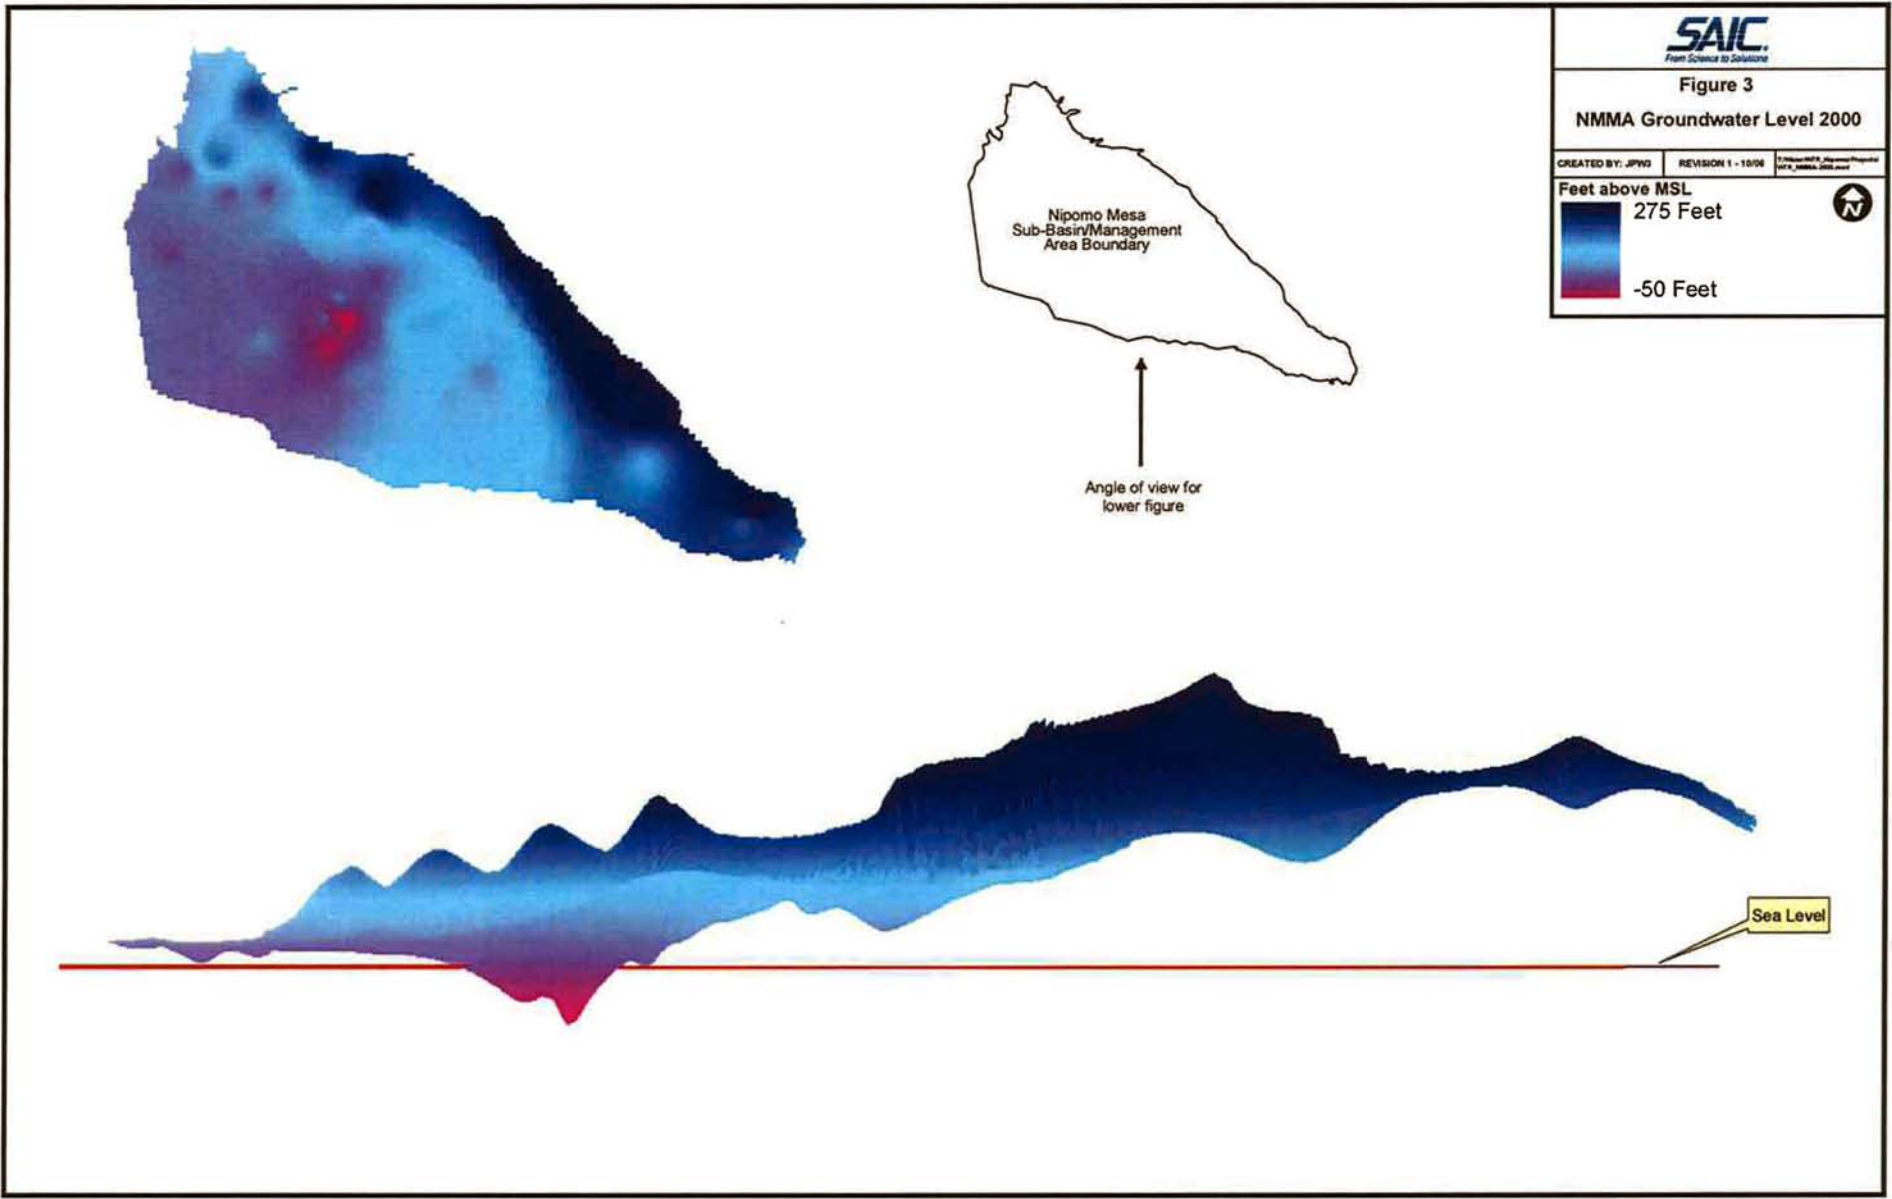 SAIC
From Science to Solutions
Figure 3
NMMA Groundwater Level 2000
CREATED BY: JPW3
REVISION 1 - 10/06
Feet above MSL
275 Feet
-50 Feet
N
Nipomo Mesa
Sub-Basin/Management
Area Boundary
Angle of view for
lower figure
Sea Level